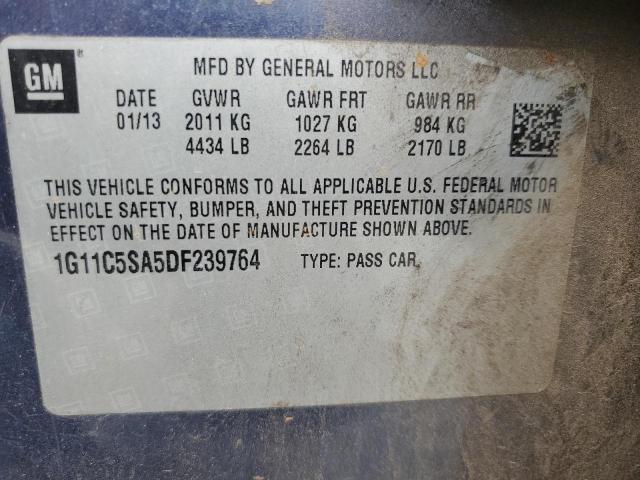 GM
MFD BY GENERAL MOTORS LLC
DATE GVWR GAWR FRT GAWR RR
01/13 2011 KG 1027 KG 984 KG
4434 LB 2264 LB 2170 LB
THIS VEHICLE CONFORMS TO ALL APPLICABLE U.S. FEDERAL MOTOR
VEHICLE SAFETY, BUMPER, AND THEFT PREVENTION STANDARDS IN
EFFECT ON THE DATE OF MANUFACTURE SHOWN ABOVE.
1G11C5SA5DF239764 TYPE: PASS CAR